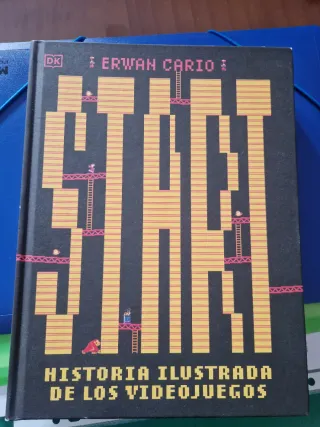 DK
ERWAN CARIO
START
HISTORIA ILUSTRADA
DE LOS VIDEOJUEGOS